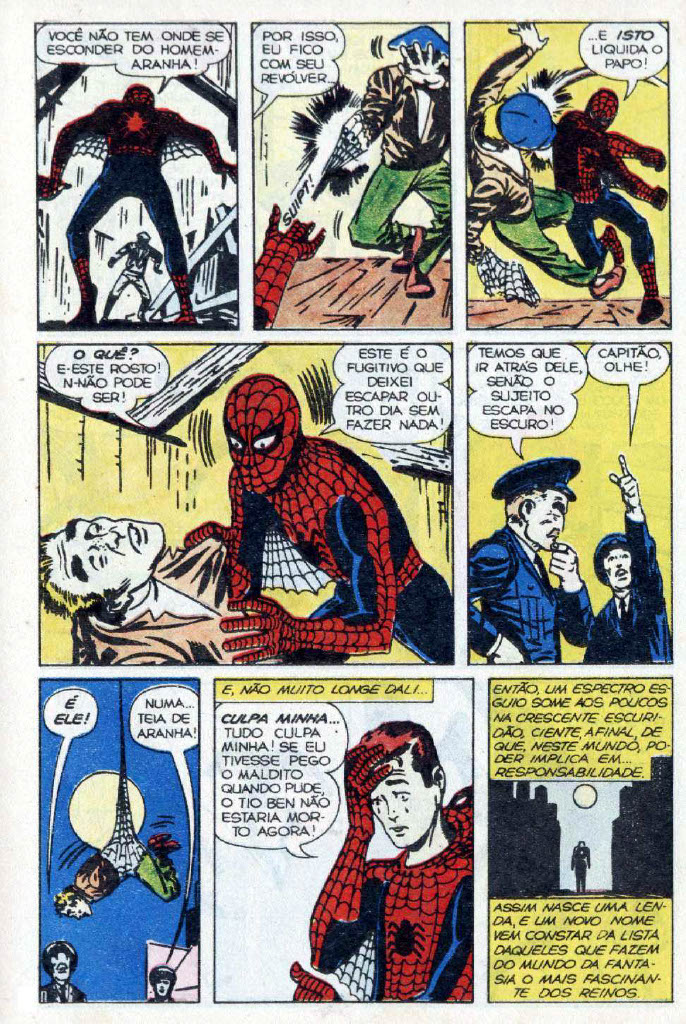 VOCÊ NÃO TEM ONDE SE
ESCONDER DO HOMEM-
ARANHA!
POR ISSO,
EU FICO
COM SEU
REVÓLVER...
SUIPT!
...E ISTO
LIQUIDA O
PAPO!
O QUÊ?
E-ESTE ROSTO!
N-NÃO PODE
SER!
ESTE É O
FUGITIVO QUE
DEIXEI
ESCAPAR OU-
TRO DIA SEM
FAZER NADA!
TEMOS QUE
IR ATRÁS DELE,
SENÃO O
SUJEITO
ESCAPA NO
ESCURO!
CAPITÃO,
OLHE!
É
ELE!
NUMA...
TEIA DE
ARANHA!
E, NÃO MUITO LONGE DALI...
CULPA MINHA...
TUDO CULPA
MINHA! SE EU
TIVESSE PEGO
O MALDITO
QUANDO PUDE,
O TIO BEN NÃO
ESTARIA MOR-
TO AGORA!
ENTÃO, UM ESPECTRO ES-
GUIO SOME AOS POUCOS
NA CRESCENTE ESCURI-
DÃO, CIENTE, AFINAL, DE
QUE, NESTE MUNDO, PO-
DER IMPLICA EM...
RESPONSABILIDADE.
ASSIM NASCE UMA LEN-
DA, E UM NOVO NOME
VEM CONSTAR DA LISTA
DAQUELES QUE FAZEM
DO MUNDO DA FANTA-
SIA O MAIS FASCINAN-
TE DOS REINOS.